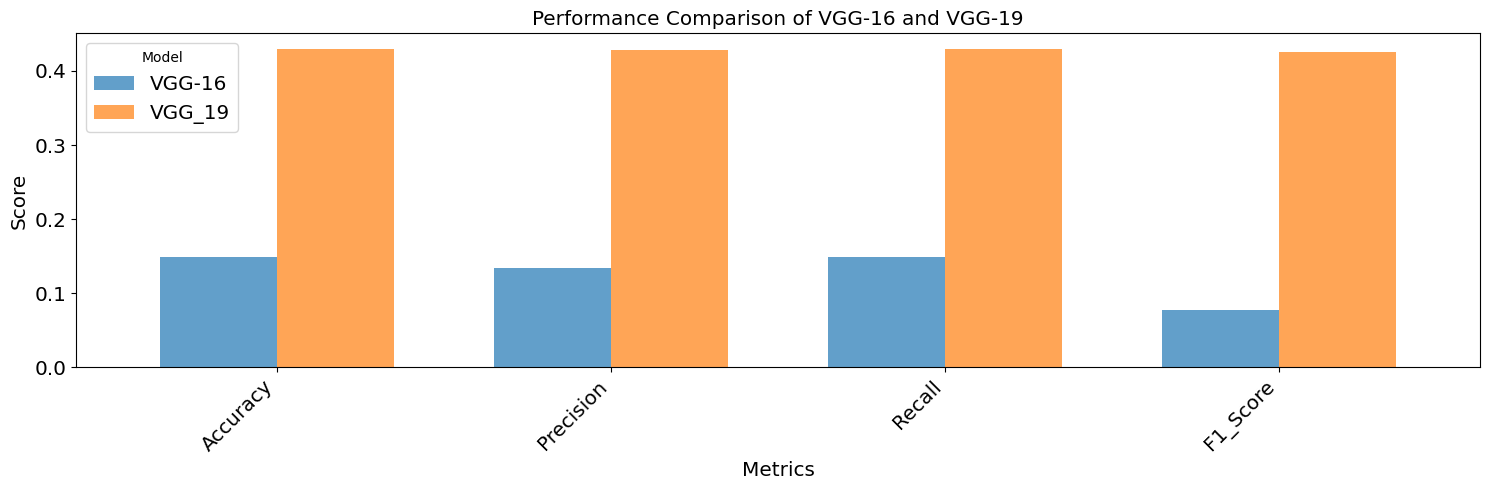 Performance Comparison of VGG-16 and VGG-19
Model
VGG-16
VGG_19
Score
0.4
0.3
0.2
0.1
0.0
Accuracy
Precision
Recall
F1_Score
Metrics